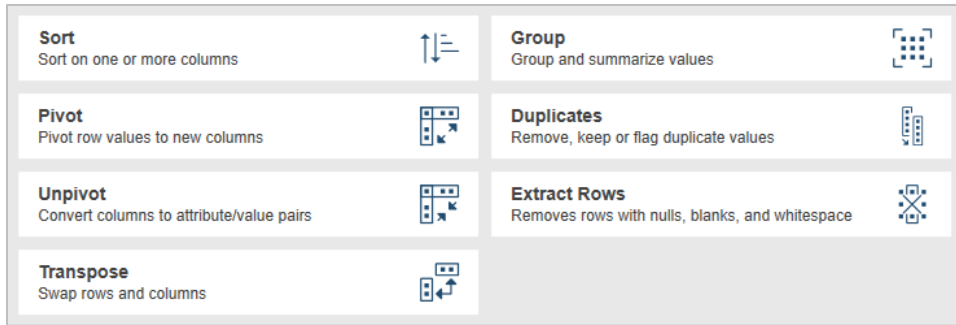 Sort
Sort on one or more columns
Group
Group and summarize values
Pivot
Pivot row values to new columns
Duplicates
Remove, keep or flag duplicate values
Unpivot
Convert columns to attribute/value pairs
Extract Rows
Removes rows with nulls, blanks, and whitespace
Transpose
Swap rows and columns